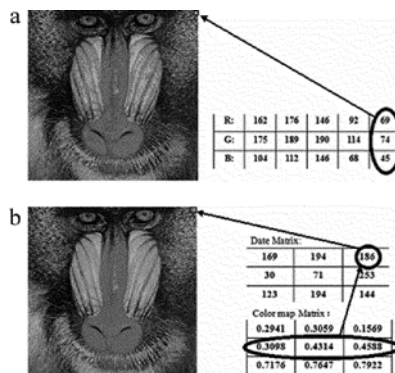 a
R: 162 176 146 92 69
G: 175 189 190 114 74
B: 104 112 146 68 45
b
Date Matrix:
169 194 186
30 71 253
123 194 144
Color map Matrix :
0.2941 0.3059 0.1569
0.3098 0.4314 0.4588
0.7176 0.7647 0.7922